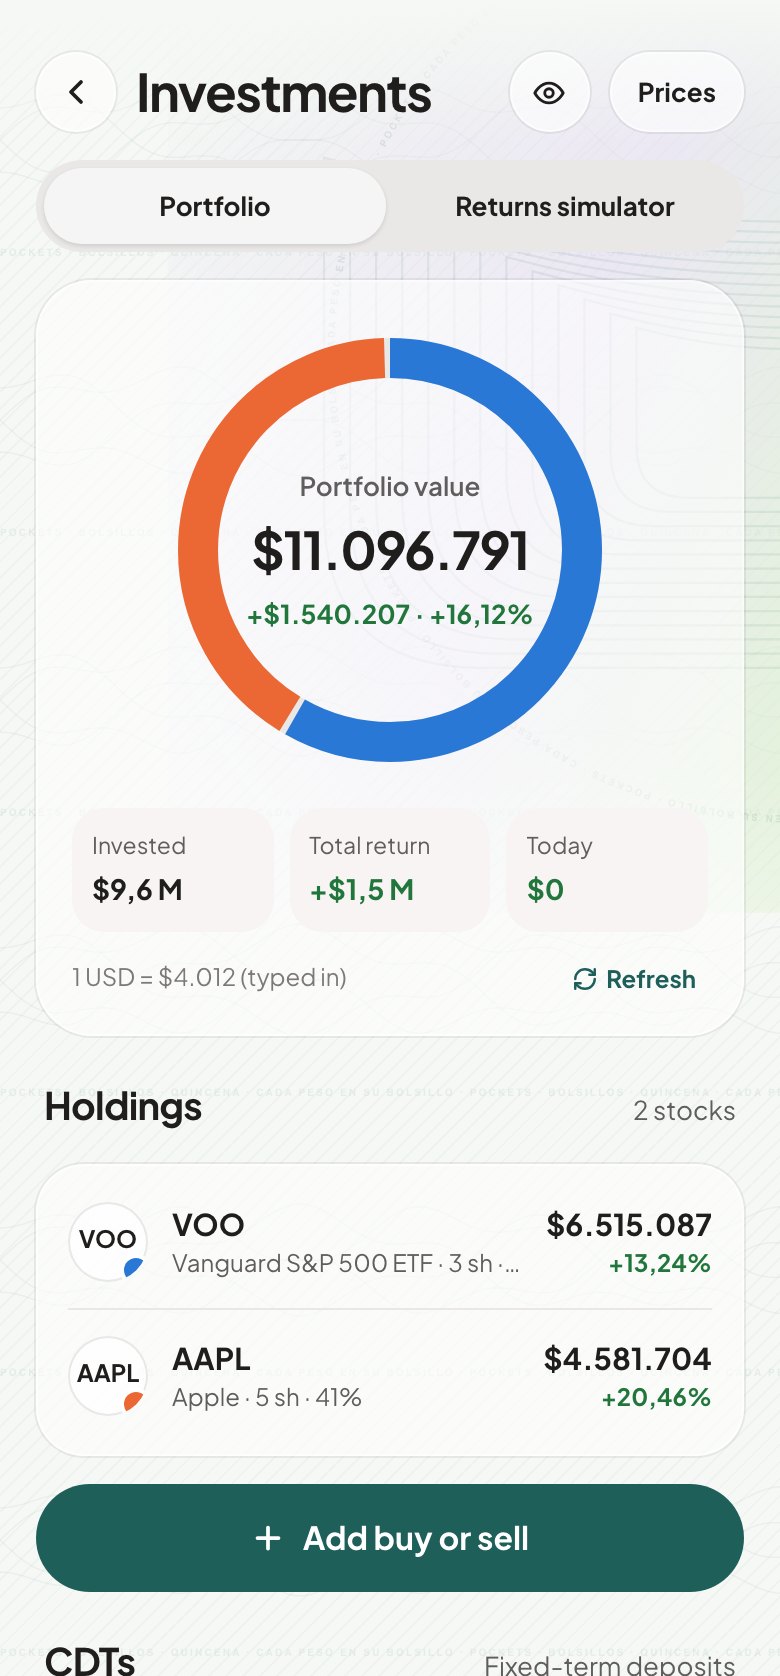 Investments
Prices
Portfolio
Returns simulator
Portfolio value
$11.096.791
+$1.540.207 · +16,12%
Invested
$9,6 M
Total return
+$1,5 M
Today
$0
1 USD = $4.012 (typed in)
Refresh
Holdings
2 stocks
VOO
VOO
$6.515.087
Vanguard S&P 500 ETF · 3 sh ·...
+13,24%
AAPL
AAPL
$4.581.704
Apple · 5 sh · 41%
+20,46%
Add buy or sell
CDTs
Fixed-term deposits